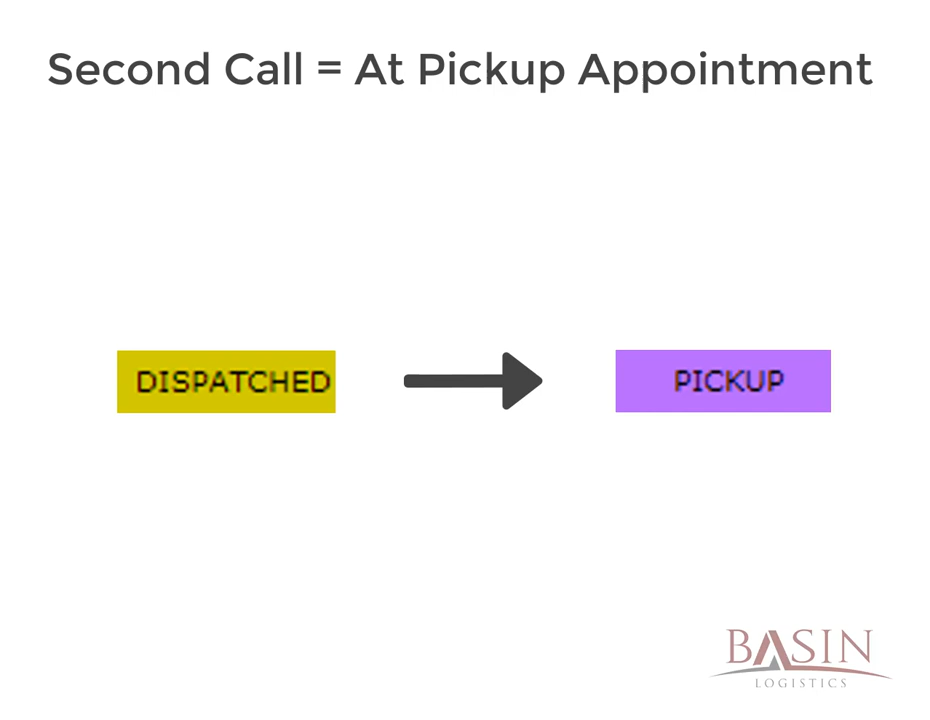 Second Call = At Pickup Appointment
DISPATCHED
PICKUP
BASIN
LOGISTICS